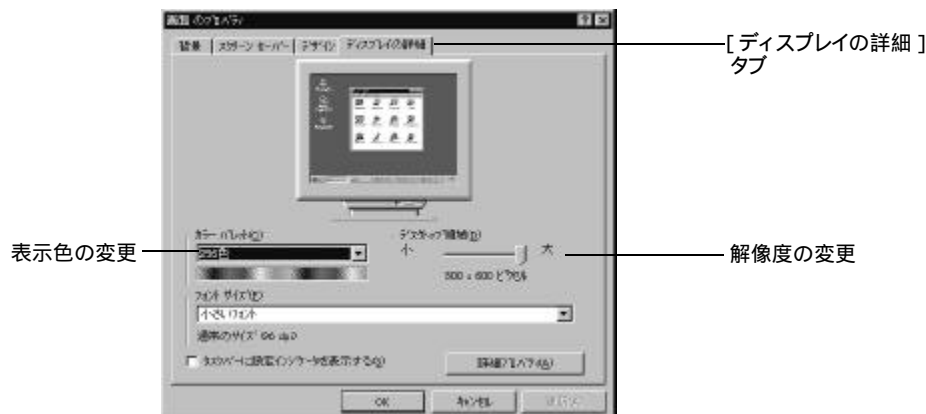 画面 のプロパティ
背景 スクリーン セーバー デザイン ディスプレイの詳細
[ ディスプレイの詳細 ]
タブ
カラー パレット(C)
デスクトップ領域(D)
表示色の変更
256色
小 大
解像度の変更
800 x 600 ピクセル
フォント サイズ(F)
小さいフォント
通常のサイズ 96 dpi
タスクバーに設定インジケータを表示する(Q)
詳細プロパティ(A)
OK キャンセル